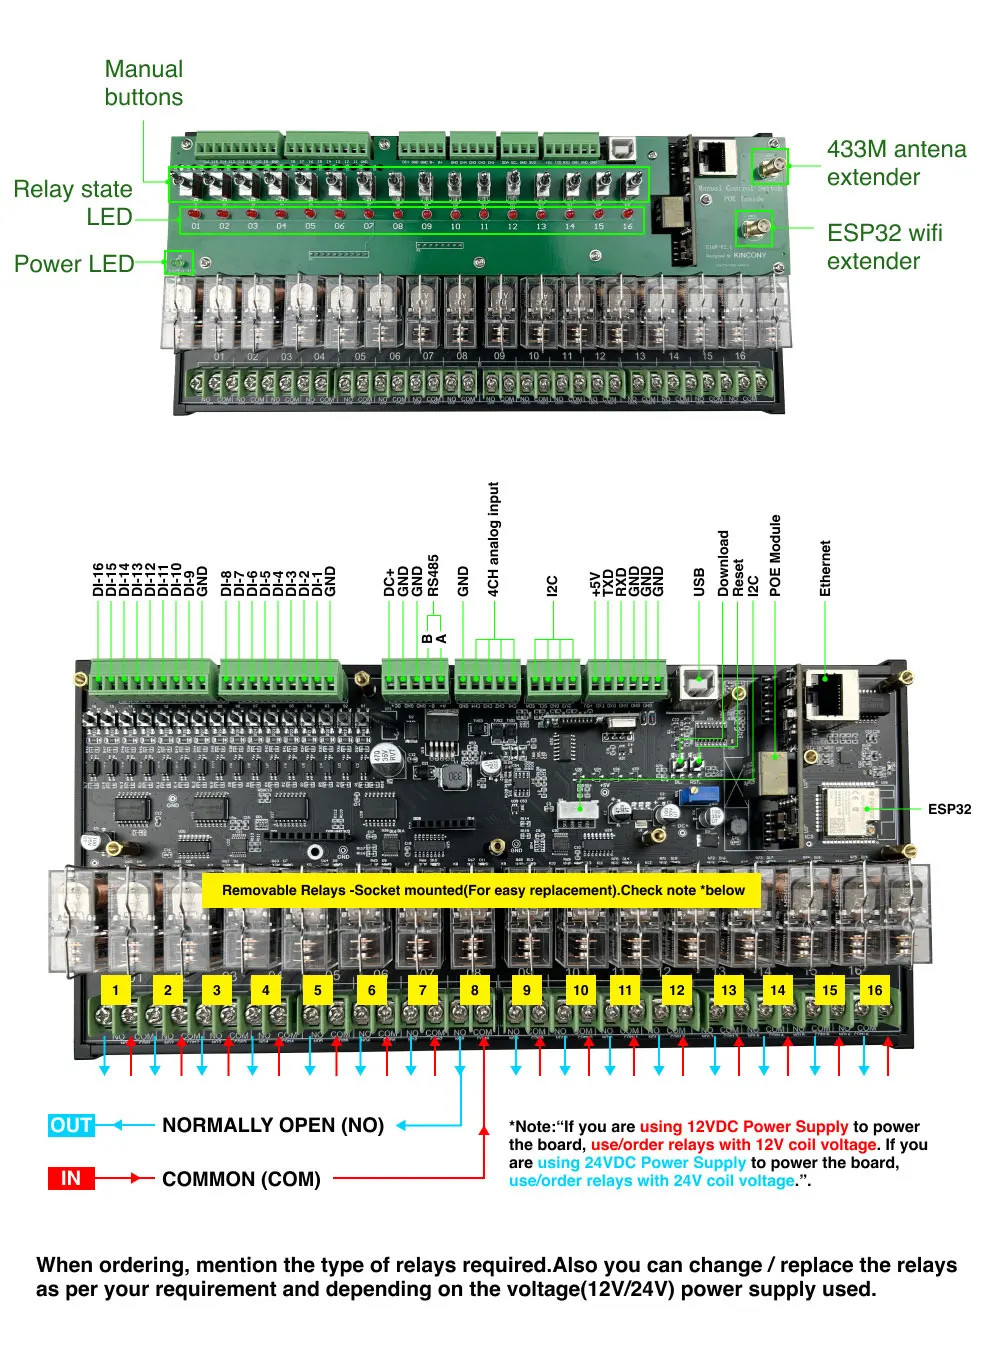 Manual
buttons
Relay state
LED
Power LED
433M antena
extender
ESP32 wifi
extender
Manual Control Switch
POE Inside
KINCONY
01 02 03 04 05 06 07 08 09 10 11 12 13 14 15 16
01 02 03 04 05 06 07 08 09 10 11 12 13 14 15 16
NO COM
DI-16
DI-15
DI-14
DI-13
DI-12
DI-11
DI-10
DI-9
GND
DI-8
DI-7
DI-6
DI-5
DI-4
DI-3
DI-2
DI-1
GND
DC+
GND
GND
RS485
B
A
GND
4CH analog input
I2C
+5V
TXD
RXD
GND
GND
GND
USB
Download
Reset
I2C
POE Module
Ethernet
ESP32
Removable Relays -Socket mounted(For easy replacement).Check note *below
1 2 3 4 5 6 7 8 9 10 11 12 13 14 15 16
NO COM
OUT
NORMALLY OPEN (NO)
IN
COMMON (COM)
*Note:“If you are using 12VDC Power Supply to power
the board, use/order relays with 12V coil voltage. If you
are using 24VDC Power Supply to power the board,
use/order relays with 24V coil voltage.”.
When ordering, mention the type of relays required.Also you can change / replace the relays
as per your requirement and depending on the voltage(12V/24V) power supply used.